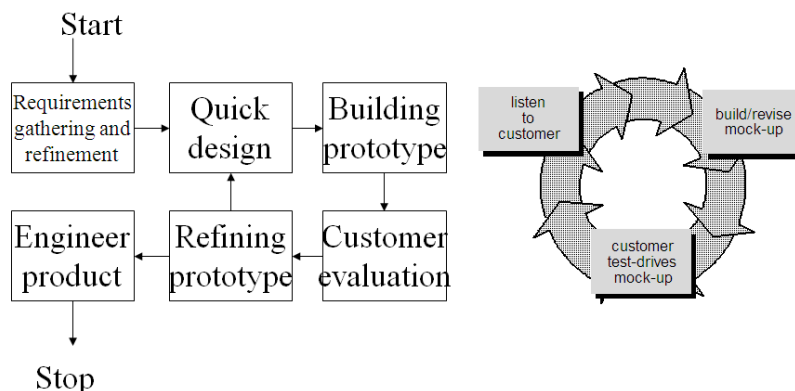 Start
Requirements
gathering and
refinement
Quick
design
Building
prototype
Engineer
product
Refining
prototype
Customer
evaluation
Stop
listen
to
customer
build/revise
mock-up
customer
test-drives
mock-up